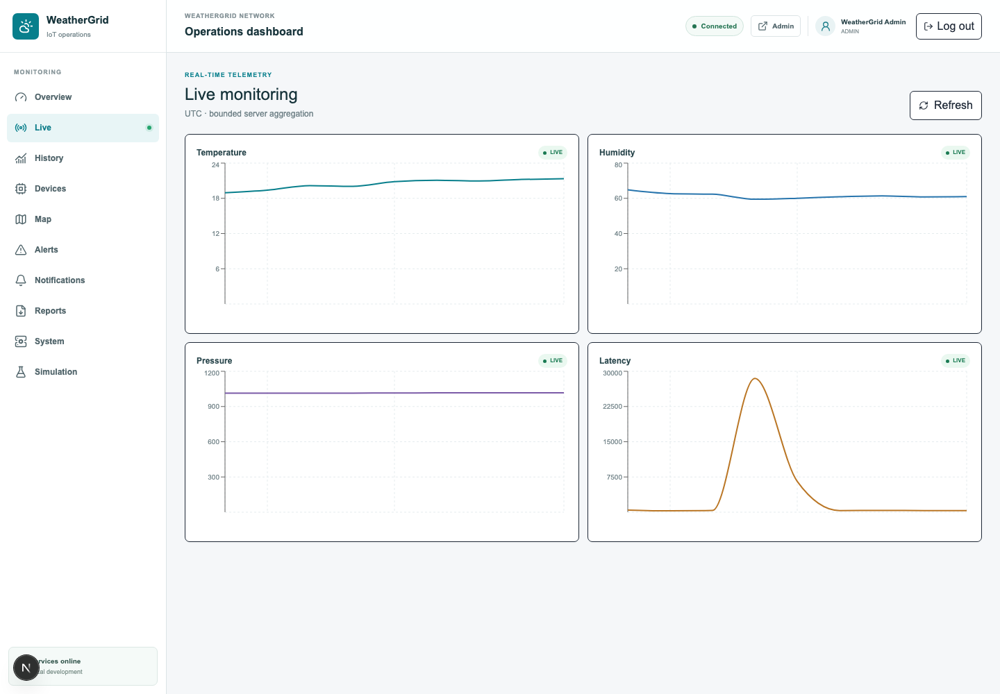 WeatherGrid
IoT operations
MONITORING
Overview
Live
History
Devices
Map
Alerts
Notifications
Reports
System
Simulation
rvices online
cal development
N
WEATHERGRID NETWORK
Operations dashboard
Connected
Admin
WeatherGrid Admin
ADMIN
Log out
REAL-TIME TELEMETRY
Live monitoring
UTC · bounded server aggregation
Refresh
Temperature
LIVE
24
18
12
6
Humidity
LIVE
80
60
40
20
Pressure
LIVE
1200
900
600
300
Latency
LIVE
30000
22500
15000
7500